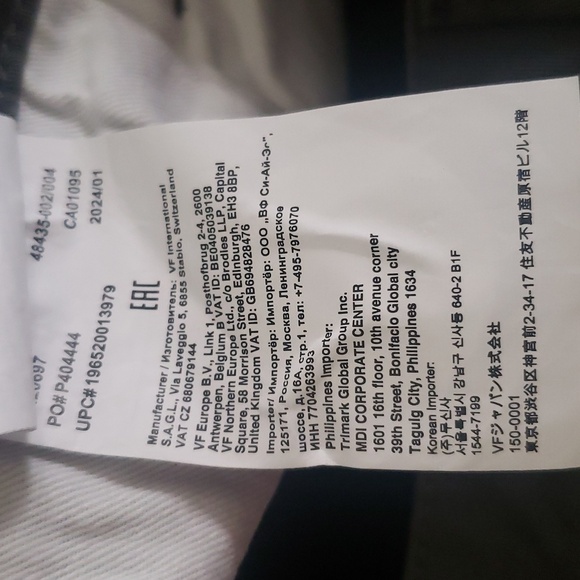 48435-002/004
PO#P404444
CA01095
UPC#196520013979
2024/01
EAC
Manufacturer / Изготовитель: VF International
S.A.G.L., Via Laveggio 5, 6855 Stabio, Switzerland
VAT CZ 680679144
VF Europe B.V., Link 1, Posthofbrug 2-4, 2600
Antwerpen, Belgium B VAT ID: BE0405939138
VF Northern Europe Ltd., c/o Brodies LLP, Capital
Square, 58 Morrison Street, Edinburgh, EH3 8BP,
United Kingdom VAT ID: GB694828476
Importer/ Импортёр: Импортёр: ООО „ВФ Си-Ай-Эс",
125171, Россия, Москва, Ленинградское
шоссе, д.16А, стр.1, тел: +7-495-7976070
ИНН 7704263993
Philippines Importer:
Trimark Global Group Inc.
MDI CORPORATE CENTER
1601 16th floor, 10th avenue corner
39th Street, Bonifacio Global city
Taguig City, Philippines 1634
Korean Importer:
(주)무신사
서울특별시 강남구 신사동 640-2 B1F
1544-7199
VFジャパン株式会社
150-0001
東京都渋谷区神宮前2-34-17 住友不動産原宿ビル12階